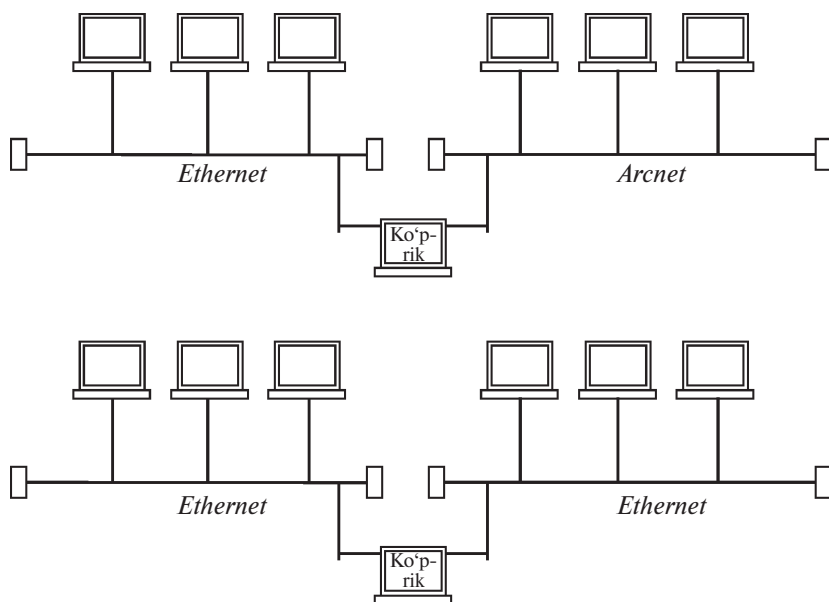 Ethernet
Arcnet
Ko‘p-
rik
Ethernet
Ethernet
Ko‘p-
rik